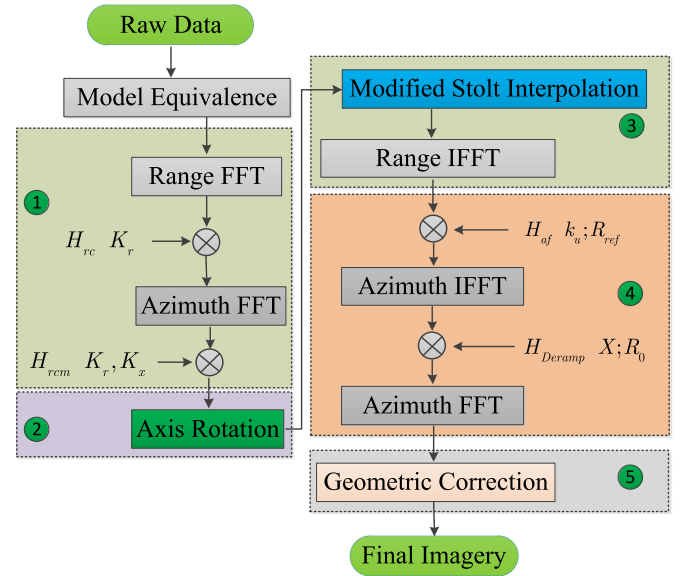 Raw Data
Model Equivalence
1
Range FFT
H_rc K_r
Azimuth FFT
H_rcm K_r, K_x
2
Axis Rotation
Modified Stolt Interpolation
3
Range IFFT
H_af k_u; R_ref
Azimuth IFFT
4
H_Deramp X; R_0
Azimuth FFT
Geometric Correction
5
Final Imagery